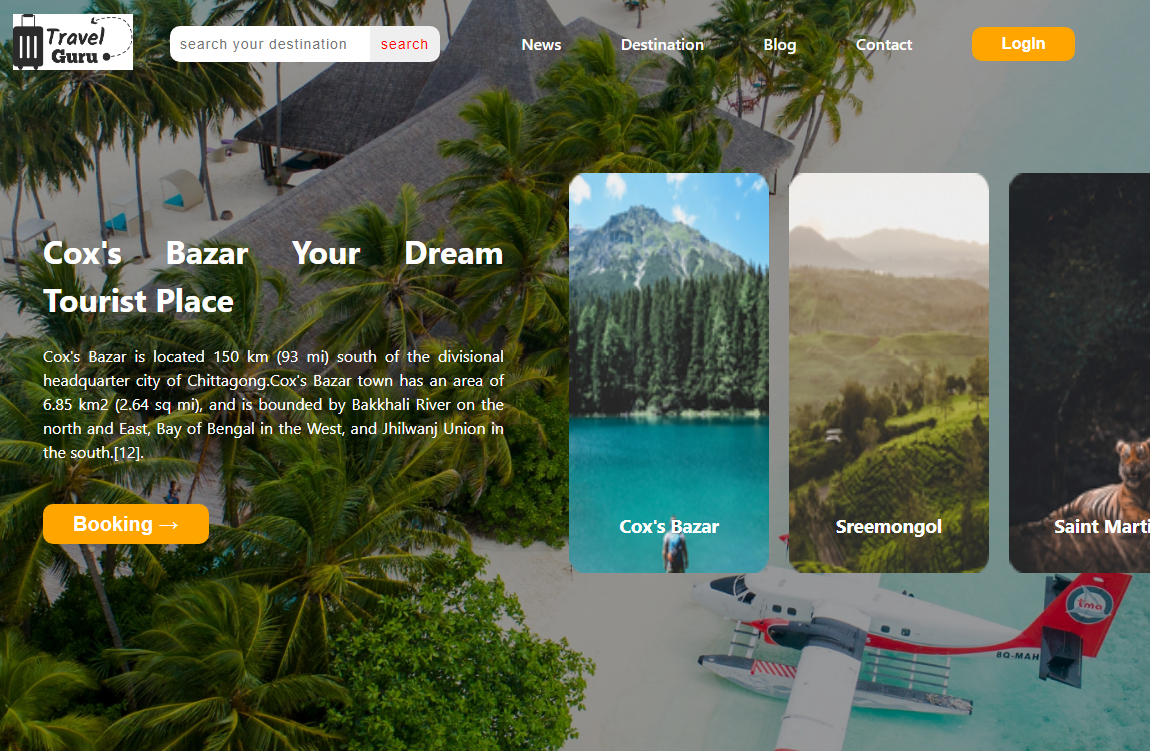 Travel
Guru
search your destination
search
News
Destination
Blog
Contact
Login
Cox's Bazar Your Dream
Tourist Place
Cox's Bazar is located 150 km (93 mi) south of the divisional
headquarter city of Chittagong.Cox's Bazar town has an area of
6.85 km2 (2.64 sq mi), and is bounded by Bakkhali River on the
north and East, Bay of Bengal in the West, and Jhilwanj Union in
the south.[12].
Booking →
Cox's Bazar
Sreemongol
Saint Marti
tma
8Q-MAH